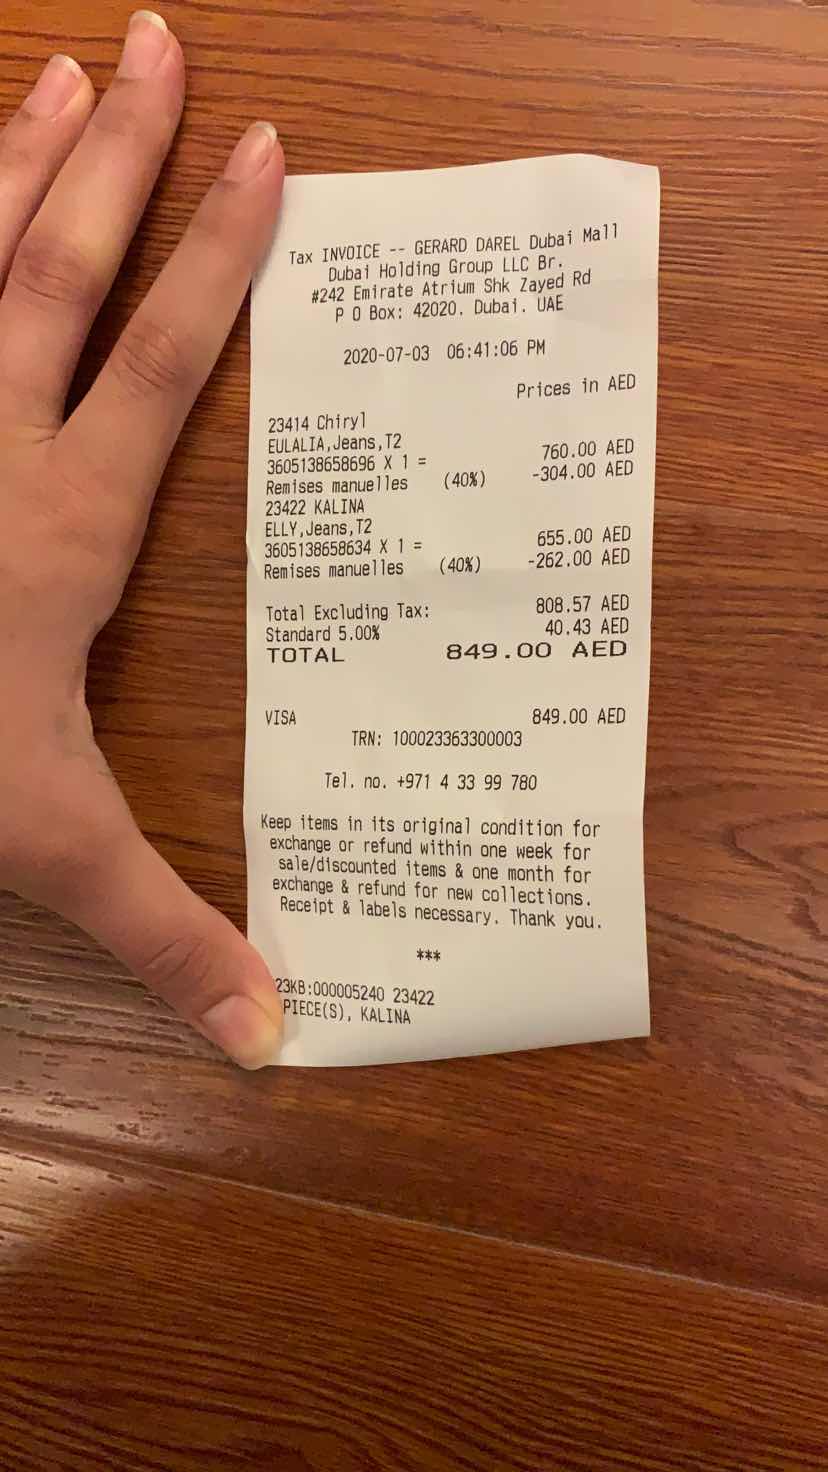 Tax INVOICE -- GERARD DAREL Dubai Mall
Dubai Holding Group LLC Br.
#242 Emirate Atrium Shk Zayed Rd
P O Box: 42020. Dubai. UAE
2020-07-03 06:41:06 PM
Prices in AED
23414 Chiryl
EULALIA,Jeans,T2
3605138658696 X 1 = 760.00 AED
Remises manuelles (40%) -304.00 AED
23422 KALINA
ELLY,Jeans,T2
3605138658634 X 1 = 655.00 AED
Remises manuelles (40%) -262.00 AED
Total Excluding Tax: 808.57 AED
Standard 5.00% 40.43 AED
TOTAL 849.00 AED
VISA 849.00 AED
TRN: 100023363300003
Tel. no. +971 4 33 99 780
Keep items in its original condition for
exchange or refund within one week for
sale/discounted items & one month for
exchange & refund for new collections.
Receipt & labels necessary. Thank you.
***
23KB:000005240 23422
PIECE(S), KALINA